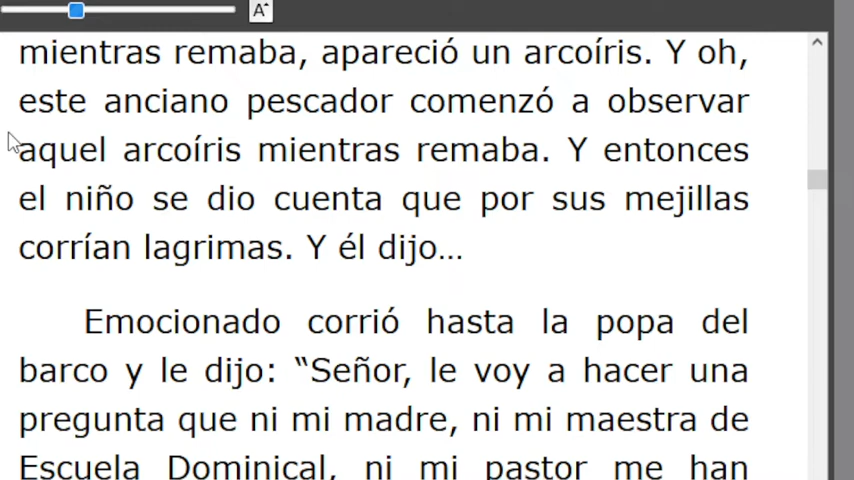 A
mientras remaba, apareció un arcoíris. Y oh,
este anciano pescador comenzó a observar
aquel arcoíris mientras remaba. Y entonces
el niño se dio cuenta que por sus mejillas
corrían lagrimas. Y él dijo…
Emocionado corrió hasta la popa del
barco y le dijo: “Señor, le voy a hacer una
pregunta que ni mi madre, ni mi maestra de
Escuela Dominical, ni mi pastor me han